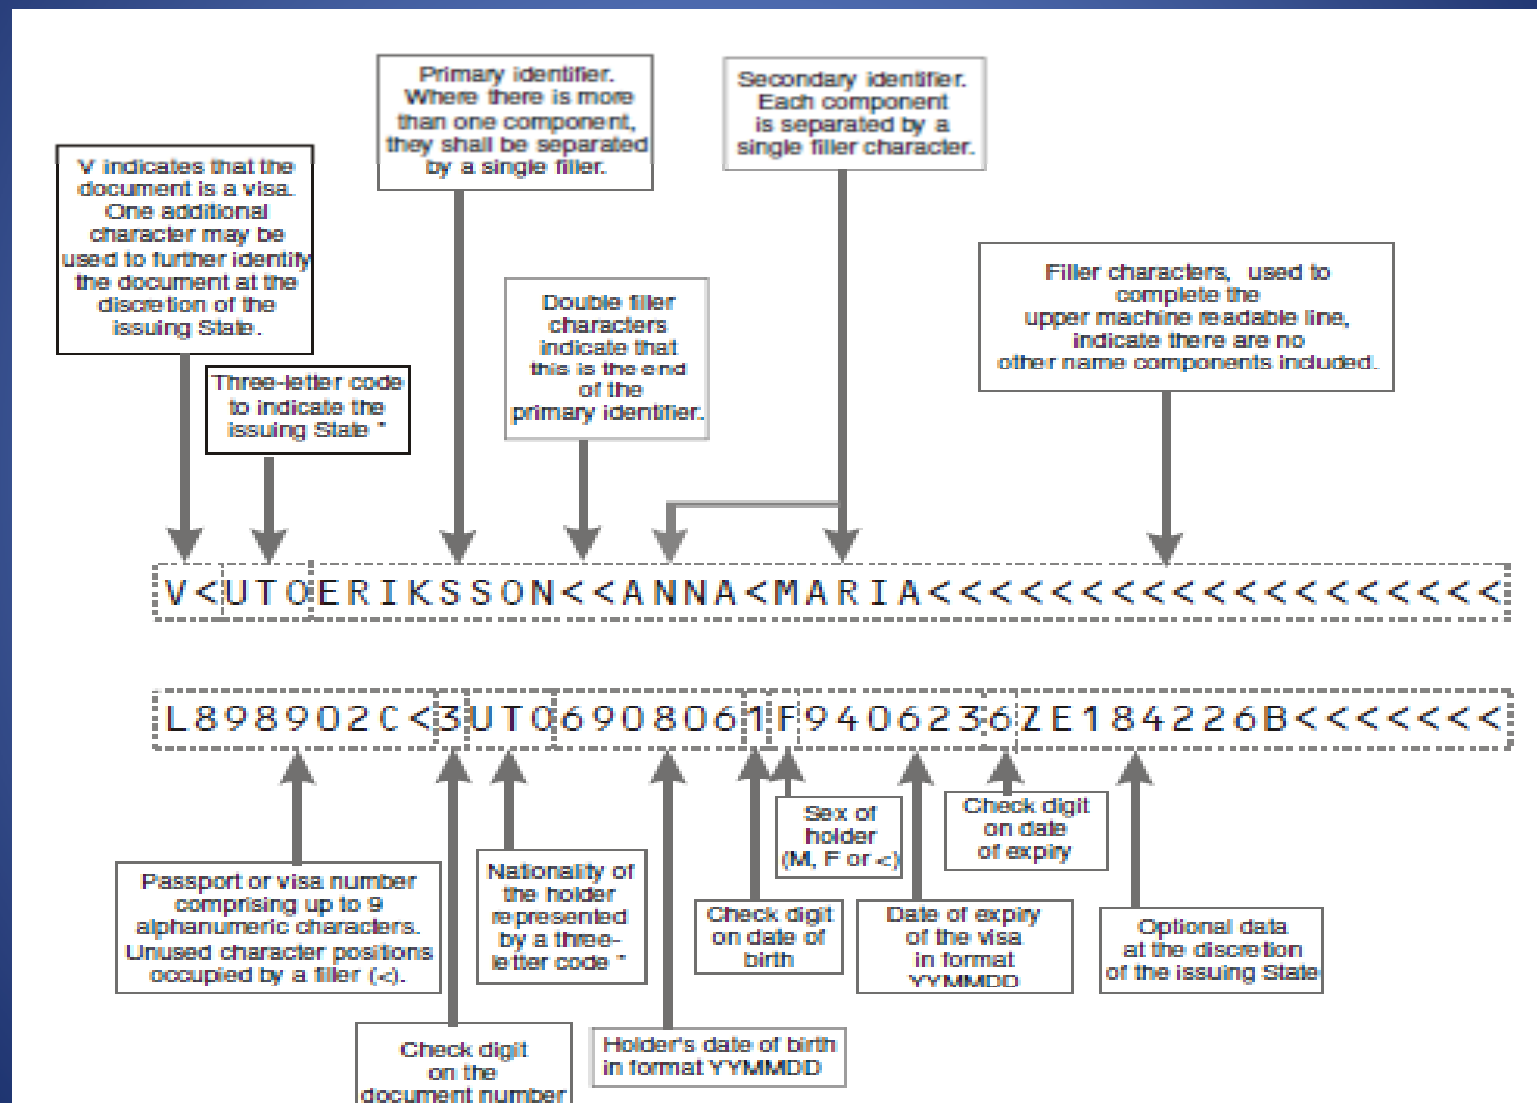 Primary identifier.
Where there is more
than one component,
they shall be separated
by a single filler.
Secondary identifier.
Each component
is separated by a
single filler character.
V indicates that the
document is a visa.
One additional
character may be
used to further identify
the document at the
discretion of the
issuing State.
Three-letter code
to indicate the
issuing State *
Double filler
characters
indicate that
this is the end
of the
primary identifier.
Filler characters, used to
complete the
upper machine readable line,
indicate there are no
other name components included.
V<UTOERIKSSON<<ANNA<MARIA<<<<<<<<<<<<<<<<<<<
L898902C<3UTO6908061F9406236ZE184226B<<<<<<<
Passport or visa number
comprising up to 9
alphanumeric characters.
Unused character positions
occupied by a filler (<).
Check digit
on the
document number
Nationality of
the holder
represented
by a three-
letter code *
Holder's date of birth
in format YYMMDD
Check digit
on date of
birth
Sex of
holder
(M, F or <)
Date of expiry
of the visa
in format
YYMMDD
Check digit
on date
of expiry
Optional data
at the discretion
of the issuing State